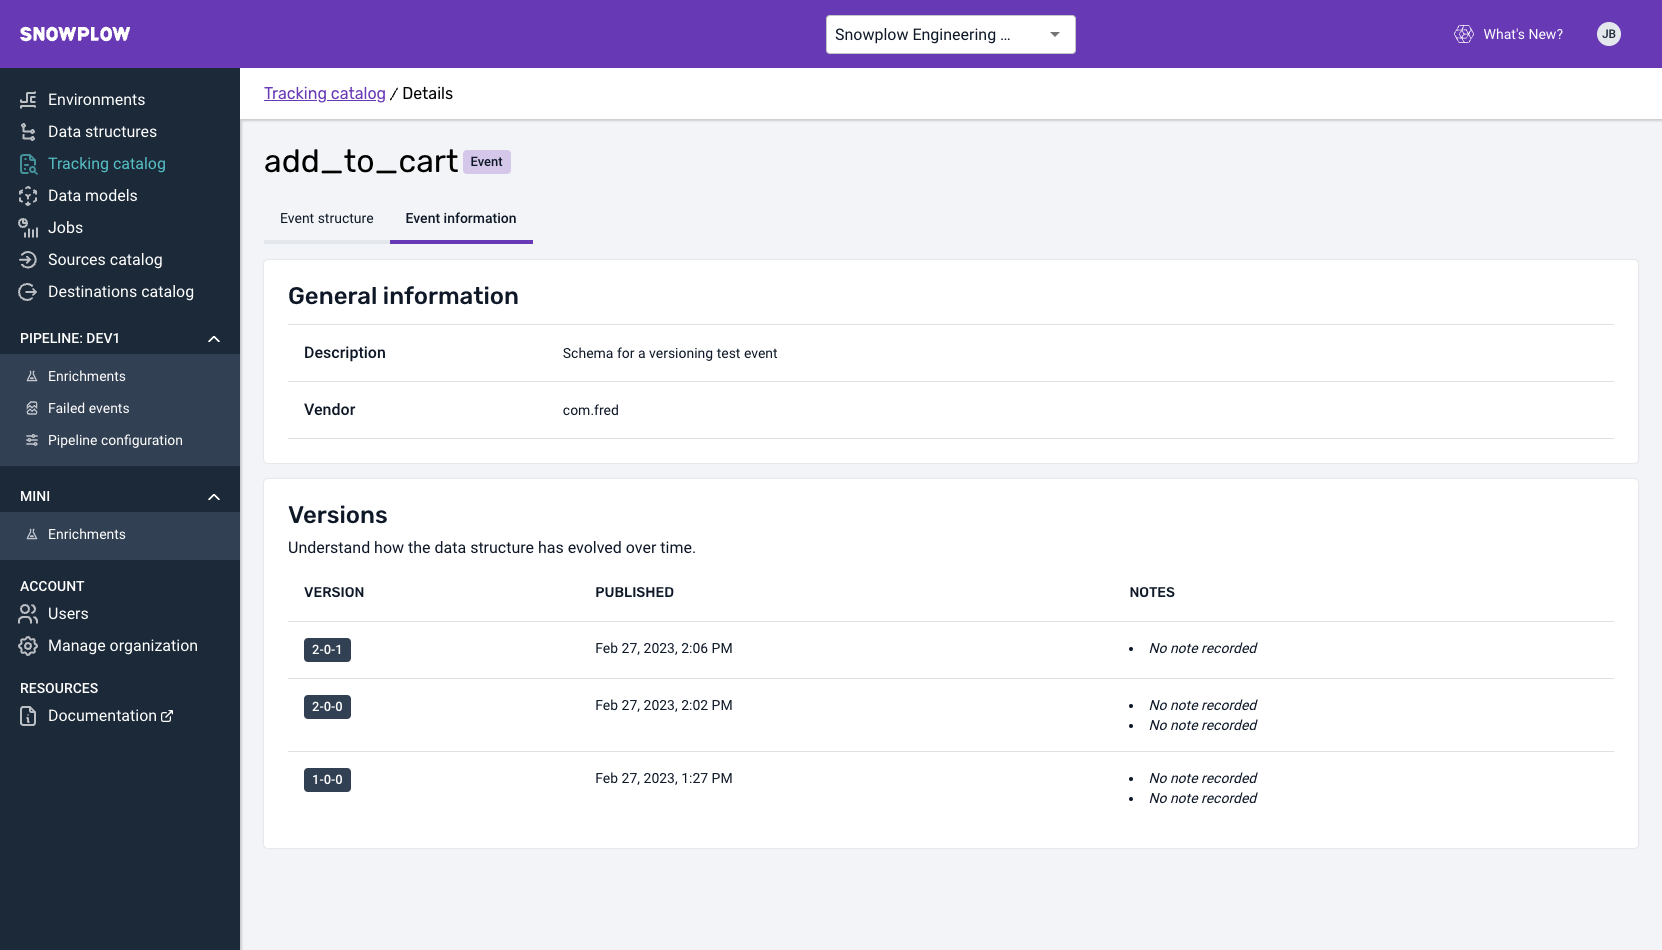 SNOWPLOW
Snowplow Engineering ...
What's New?
JB
Environments
Data structures
Tracking catalog
Data models
Jobs
Sources catalog
Destinations catalog
PIPELINE: DEV1
Enrichments
Failed events
Pipeline configuration
MINI
Enrichments
ACCOUNT
Users
Manage organization
RESOURCES
Documentation
Tracking catalog / Details
add_to_cart Event
Event structure Event information
General information
Description Schema for a versioning test event
Vendor com.fred
Versions
Understand how the data structure has evolved over time.
VERSION PUBLISHED NOTES
2-0-1 Feb 27, 2023, 2:06 PM • No note recorded
2-0-0 Feb 27, 2023, 2:02 PM • No note recorded
• No note recorded
1-0-0 Feb 27, 2023, 1:27 PM • No note recorded
• No note recorded